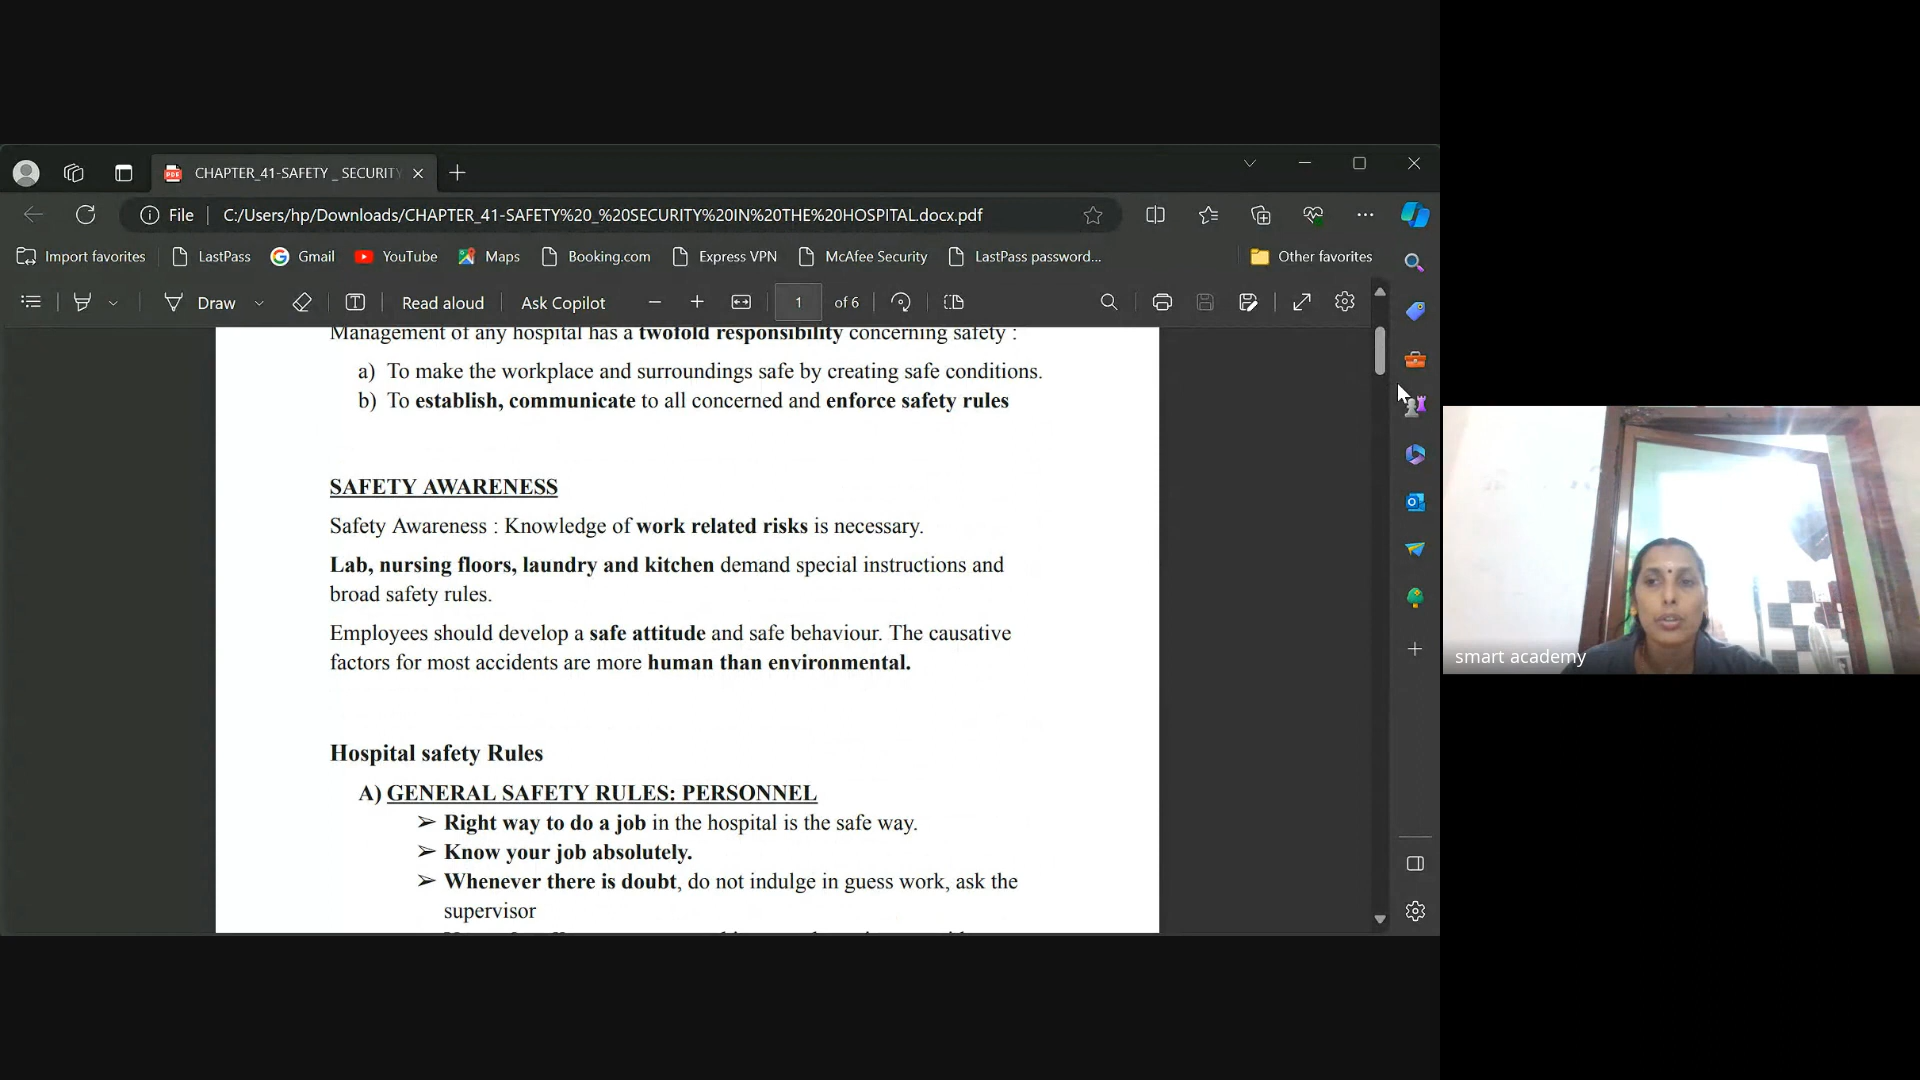 CHAPTER_41-SAFETY _ SECURITY
File
C:/Users/hp/Downloads/CHAPTER_41-SAFETY%20_%20SECURITY%20IN%20THE%20HOSPITAL.docx.pdf
Import favorites LastPass Gmail YouTube Maps Booking.com Express VPN McAfee Security LastPass password... Other favorites
Draw Read aloud Ask Copilot 1 of 6
Management of any hospital has a twofold responsibility concerning safety :
a) To make the workplace and surroundings safe by creating safe conditions.
b) To establish, communicate to all concerned and enforce safety rules
SAFETY AWARENESS
Safety Awareness : Knowledge of work related risks is necessary.
Lab, nursing floors, laundry and kitchen demand special instructions and
broad safety rules.
Employees should develop a safe attitude and safe behaviour. The causative
factors for most accidents are more human than environmental.
Hospital safety Rules
A) GENERAL SAFETY RULES: PERSONNEL
➢ Right way to do a job in the hospital is the safe way.
➢ Know your job absolutely.
➢ Whenever there is doubt, do not indulge in guess work, ask the
supervisor
smart academy